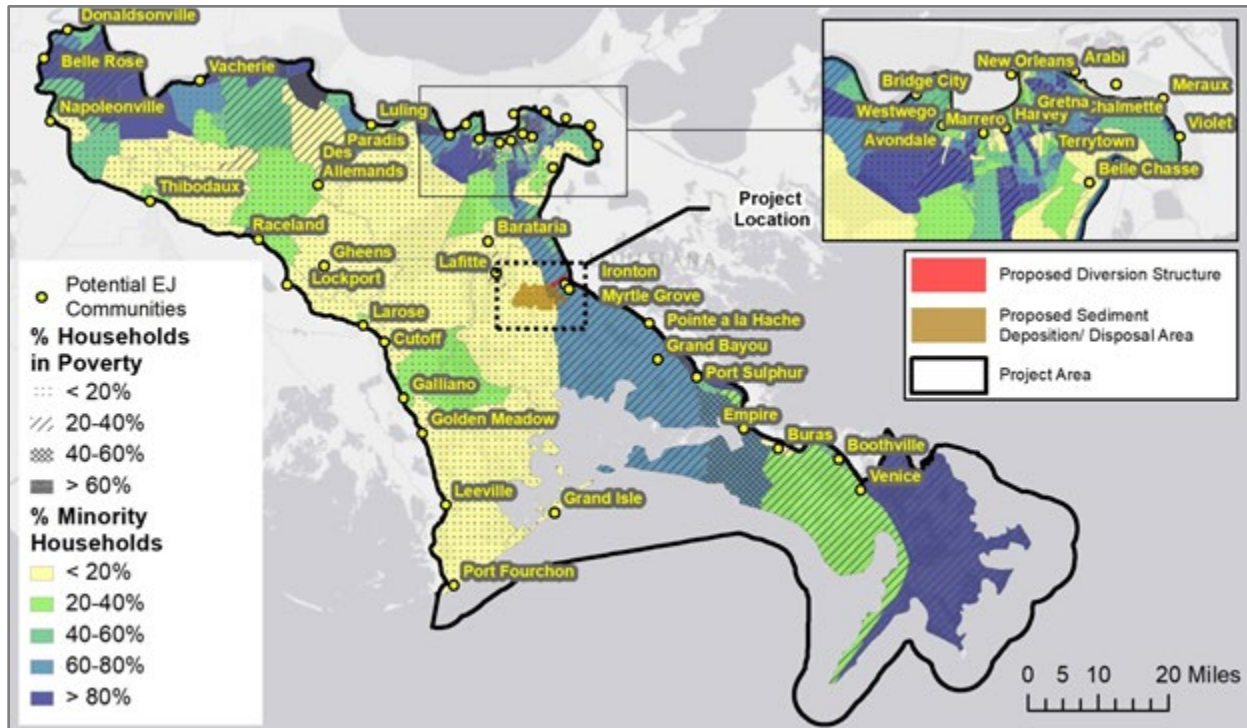 Donaldsonville
Belle Rose
Vacherie
Napoleonville
Luling
Paradis
Des
Allemands
Thibodaux
Raceland
Gheens
Lockport
Larose
Cutoff
Galliano
Golden Meadow
Leeville
Grand Isle
Port Fourchon
Barataria
Lafitte
Project
Location
Ironton
Myrtle Grove
Pointe a la Hache
Grand Bayou
Port Sulphur
Empire
Buras
Boothville
Venice
New Orleans
Arabi
Bridge City
Meraux
Gretna
Chalmette
Westwego
Marrero
Harvey
Violet
Avondale
Terrytown
Belle Chasse
Potential EJ
Communities
% Households
in Poverty
< 20%
20-40%
40-60%
> 60%
% Minority
Households
< 20%
20-40%
40-60%
60-80%
> 80%
Proposed Diversion Structure
Proposed Sediment
Deposition/ Disposal Area
Project Area
0 5 10 20 Miles